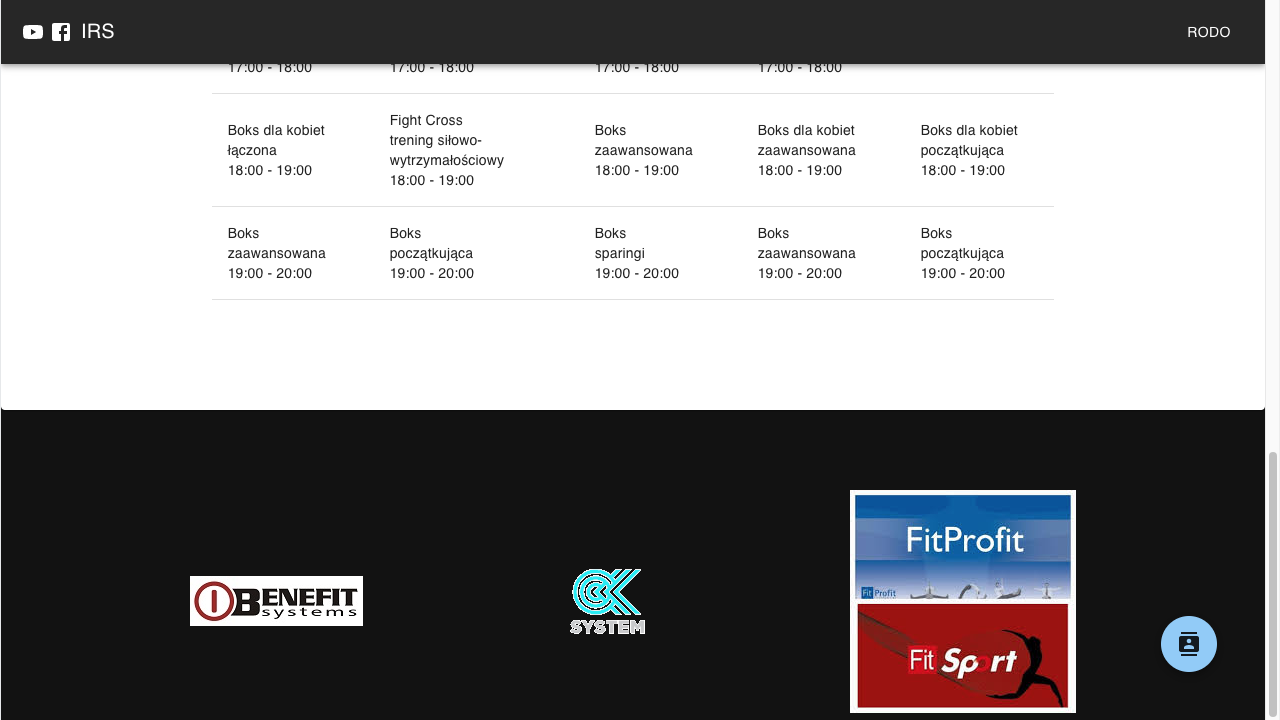 IRS
RODO
17:00 - 18:00
17:00 - 18:00
17:00 - 18:00
17:00 - 18:00
Boks dla kobiet
łączona
18:00 - 19:00
Fight Cross
trening siłowo-
wytrzymałościowy
18:00 - 19:00
Boks
zaawansowana
18:00 - 19:00
Boks dla kobiet
zaawansowana
18:00 - 19:00
Boks dla kobiet
początkująca
18:00 - 19:00
Boks
zaawansowana
19:00 - 20:00
Boks
początkująca
19:00 - 20:00
Boks
sparingi
19:00 - 20:00
Boks
zaawansowana
19:00 - 20:00
Boks
początkująca
19:00 - 20:00
BENEFIT
systems
OK
SYSTEM
FitProfit
Fit Profit
Fit Sport